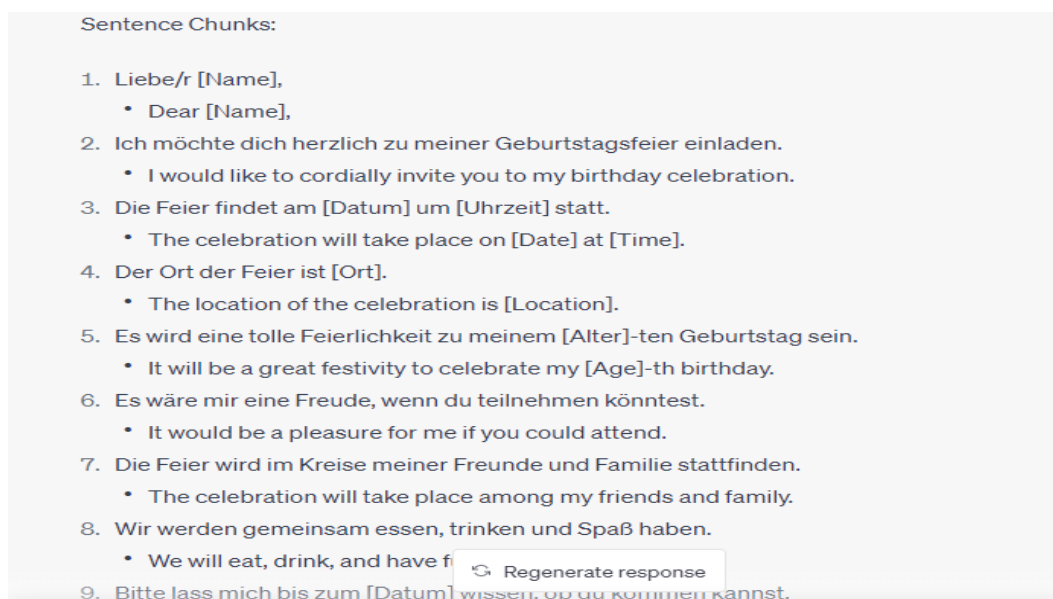 Sentence Chunks:
1. Liebe/r [Name],
• Dear [Name],
2. Ich möchte dich herzlich zu meiner Geburtstagsfeier einladen.
• I would like to cordially invite you to my birthday celebration.
3. Die Feier findet am [Datum] um [Uhrzeit] statt.
• The celebration will take place on [Date] at [Time].
4. Der Ort der Feier ist [Ort].
• The location of the celebration is [Location].
5. Es wird eine tolle Feierlichkeit zu meinem [Alter]-ten Geburtstag sein.
• It will be a great festivity to celebrate my [Age]-th birthday.
6. Es wäre mir eine Freude, wenn du teilnehmen könntest.
• It would be a pleasure for me if you could attend.
7. Die Feier wird im Kreise meiner Freunde und Familie stattfinden.
• The celebration will take place among my friends and family.
8. Wir werden gemeinsam essen, trinken und Spaß haben.
• We will eat, drink, and have
Regenerate response
9. Bitte lass mich bis zum [Datum] wissen, ob du kommen kannst.